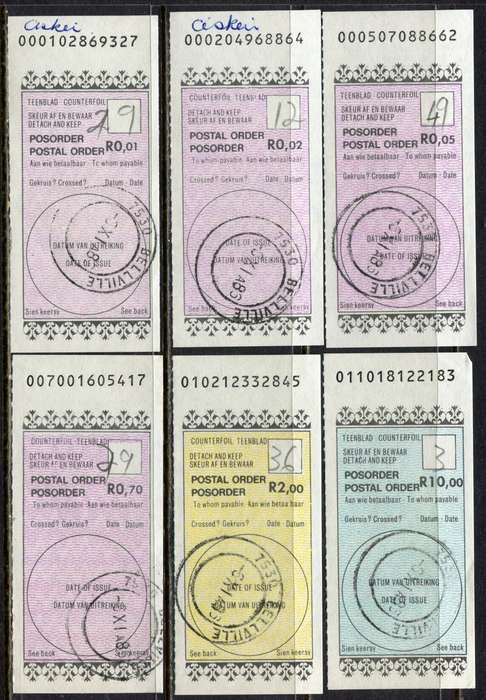 Ciskei
000102869327
TEENBLAD COUNTERFOIL
SKEUR AF EN BEWAAR
DETACH AND KEEP
29
POSORDER
POSTAL ORDER R0,01
Aan wie betaalbaar · To whom payable
Gekruis? Crossed? Datum · Date
DATUM VAN UITREIKING
DATE OF ISSUE
7530 BELLVILLE
Sien keersy See back
Ciskei
000204968864
COUNTERFOIL TEENBLAD
DETACH AND KEEP
SKEUR AF EN BEWAAR
12
POSTAL ORDER
POSORDER R0,02
To whom payable · Aan wie betaalbaar
Crossed? Gekruis? Date · Datum
DATE OF ISSUE
DATUM VAN UITREIKING
7530 BELLVILLE
See back Sien keersy
000507088662
TEENBLAD COUNTERFOIL
SKEUR AF EN BEWAAR
DETACH AND KEEP
49
POSORDER
POSTAL ORDER R0,05
Aan wie betaalbaar · To whom payable
Gekruis? Crossed? Datum · Date
DATUM VAN UITREIKING
DATE OF ISSUE
7530 BELLVILLE
Sien keersy See back
007001605417
COUNTERFOIL TEENBLAD
DETACH AND KEEP
SKEUR AF EN BEWAAR
29
POSTAL ORDER
POSORDER R0,70
To whom payable · Aan wie betaalbaar
Crossed? Gekruis? Date · Datum
DATE OF ISSUE
DATUM VAN UITREIKING
See back
010212332845
COUNTERFOIL TEENBLAD
DETACH AND KEEP
SKEUR AF EN BEWAAR
36
POSTAL ORDER
POSORDER R2,00
To whom payable · Aan wie betaalbaar
Crossed? Gekruis? Date · Datum
DATE OF ISSUE
DATUM VAN UITREIKING
7530 BELLVILLE
See back Sien keersy
011018122183
TEENBLAD COUNTERFOIL
SKEUR AF EN BEWAAR
DETACH AND KEEP
3
POSORDER
POSTAL ORDER R10,00
Aan wie betaalbaar · To whom payable
Gekruis? Crossed? Datum · Date
DATUM VAN UITREIKING
DATE OF ISSUE
7530
Sien keersy See back